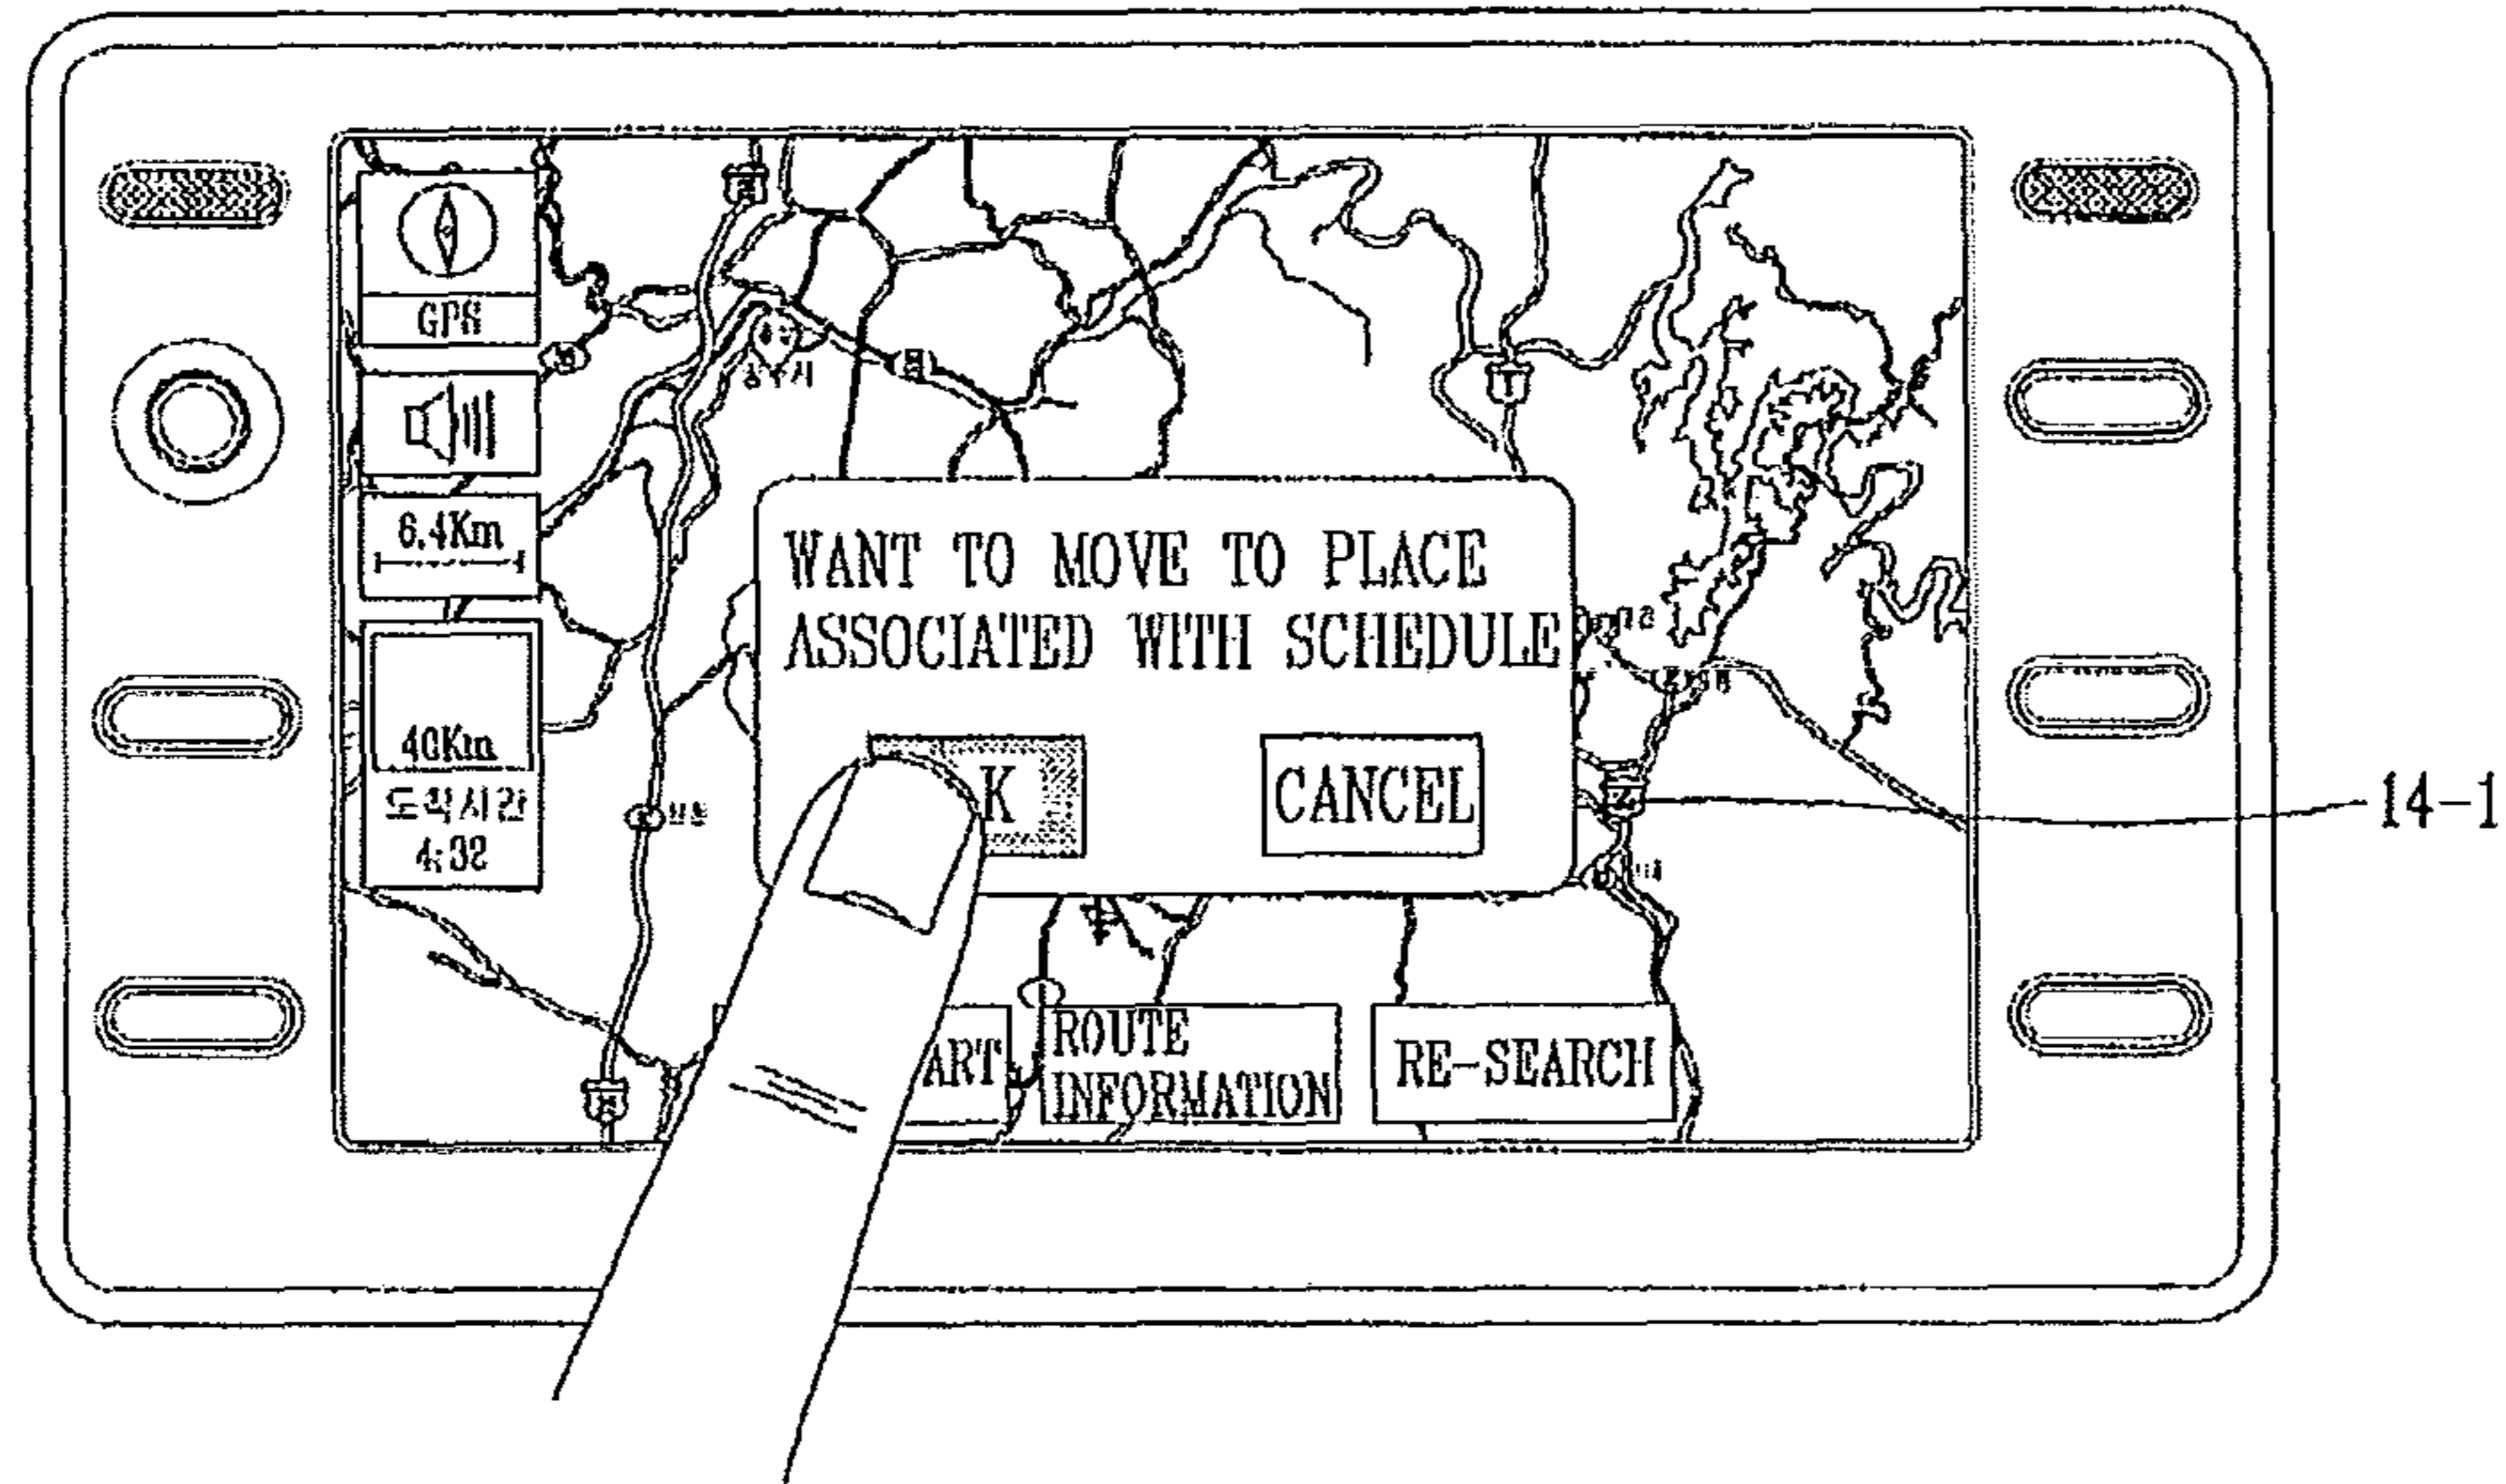 GPS
6.4Km
40Km
도착시간
4:32
WANT TO MOVE TO PLACE
ASSOCIATED WITH SCHEDULE
K
CANCEL
14-1
ART
ROUTE
INFORMATION
RE-SEARCH